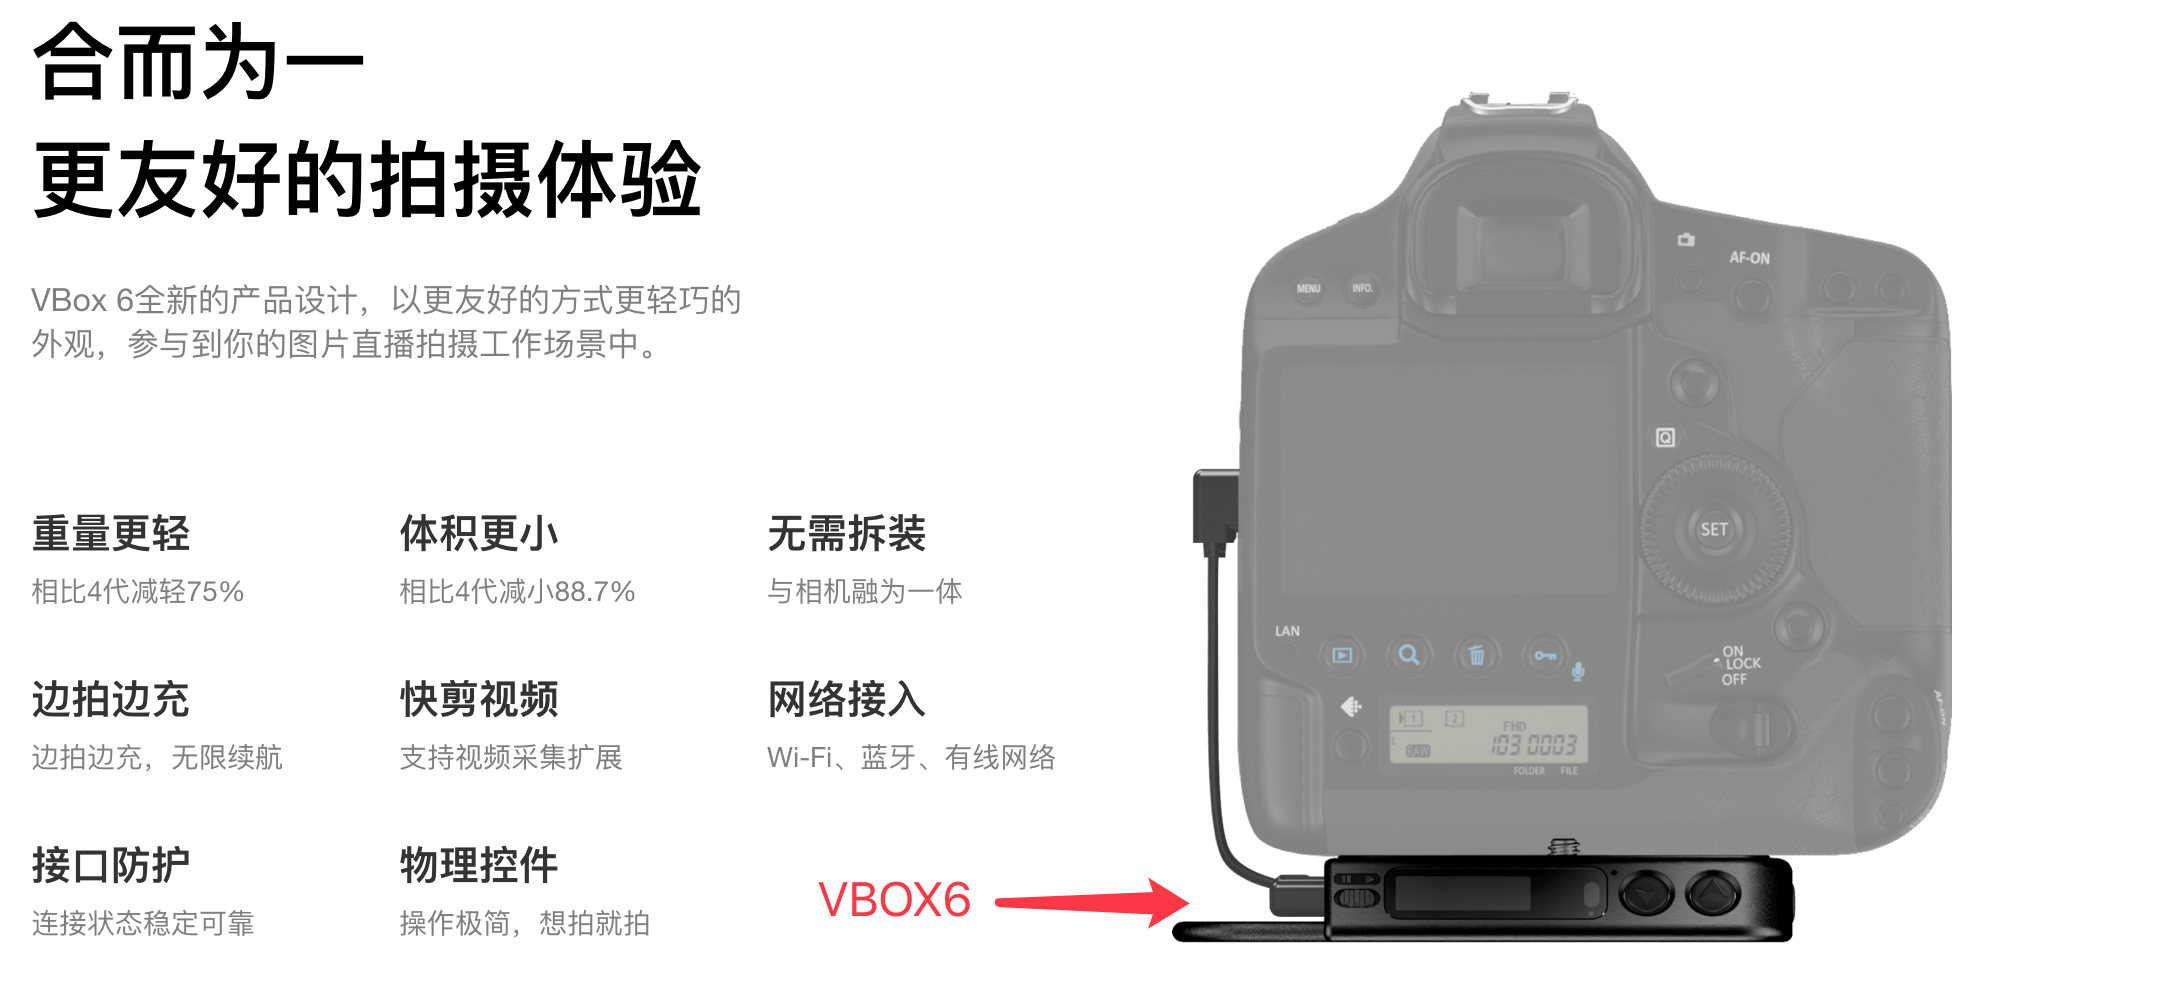 合而为一
更友好的拍摄体验
VBox 6全新的产品设计，以更友好的方式更轻巧的
外观，参与到你的图片直播拍摄工作场景中。
重量更轻
相比4代减轻75%
体积更小
相比4代减小88.7%
无需拆装
与相机融为一体
边拍边充
边拍边充，无限续航
快剪视频
支持视频采集扩展
网络接入
Wi-Fi、蓝牙、有线网络
接口防护
连接状态稳定可靠
物理控件
操作极简，想拍就拍
VBOX6
MENU
INFO.
AF-ON
Q
SET
LAN
ON
LOCK
OFF
AF-ON
1
2
FHD
L
RAW
103 0003
FOLDER
FILE